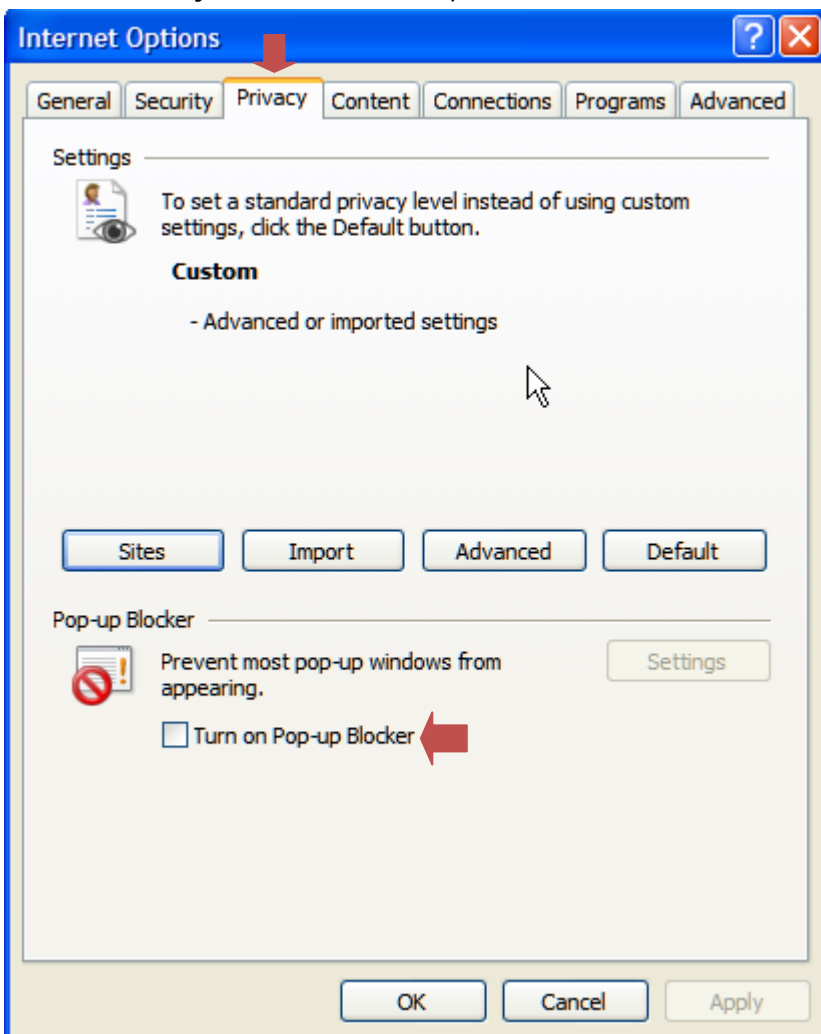 Internet Options
General Security Privacy Content Connections Programs Advanced
Settings
To set a standard privacy level instead of using custom
settings, click the Default button.
Custom
- Advanced or imported settings
Sites Import Advanced Default
Pop-up Blocker
Prevent most pop-up windows from
appearing.
Settings
Turn on Pop-up Blocker
OK Cancel Apply